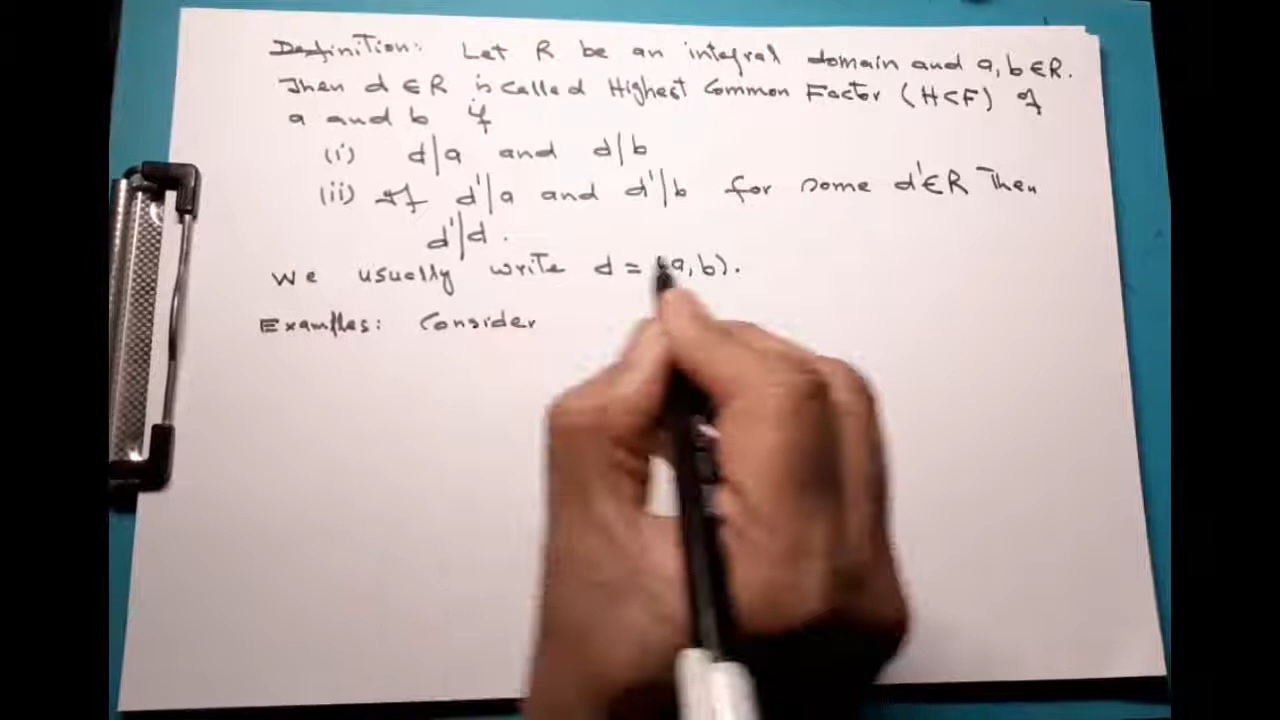 Definition: Let R be an integral domain and a, b ∈ R.
Then d ∈ R is called Highest Common Factor (HCF) of
a and b if
(i) d|a and d|b
(ii) If d'|a and d'|b for some d' ∈ R Then
d'|d.
We usually write d = (a, b).
Examples: Consider